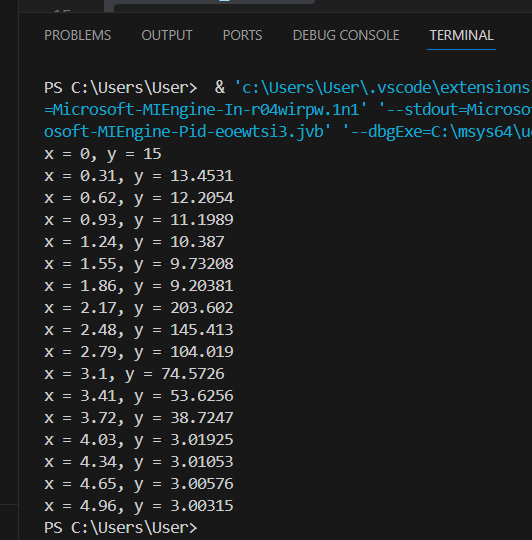 PROBLEMS OUTPUT PORTS DEBUG CONSOLE TERMINAL
PS C:\Users\User>  & 'c:\Users\User\.vscode\extensions
=Microsoft-MIEngine-In-r04wirpw.1n1' '--stdout=Microso
osoft-MIEngine-Pid-eoewtsi3.jvb' '--dbgExe=C:\msys64\u
x = 0, y = 15
x = 0.31, y = 13.4531
x = 0.62, y = 12.2054
x = 0.93, y = 11.1989
x = 1.24, y = 10.387
x = 1.55, y = 9.73208
x = 1.86, y = 9.20381
x = 2.17, y = 203.602
x = 2.48, y = 145.413
x = 2.79, y = 104.019
x = 3.1, y = 74.5726
x = 3.41, y = 53.6256
x = 3.72, y = 38.7247
x = 4.03, y = 3.01925
x = 4.34, y = 3.01053
x = 4.65, y = 3.00576
x = 4.96, y = 3.00315
PS C:\Users\User>